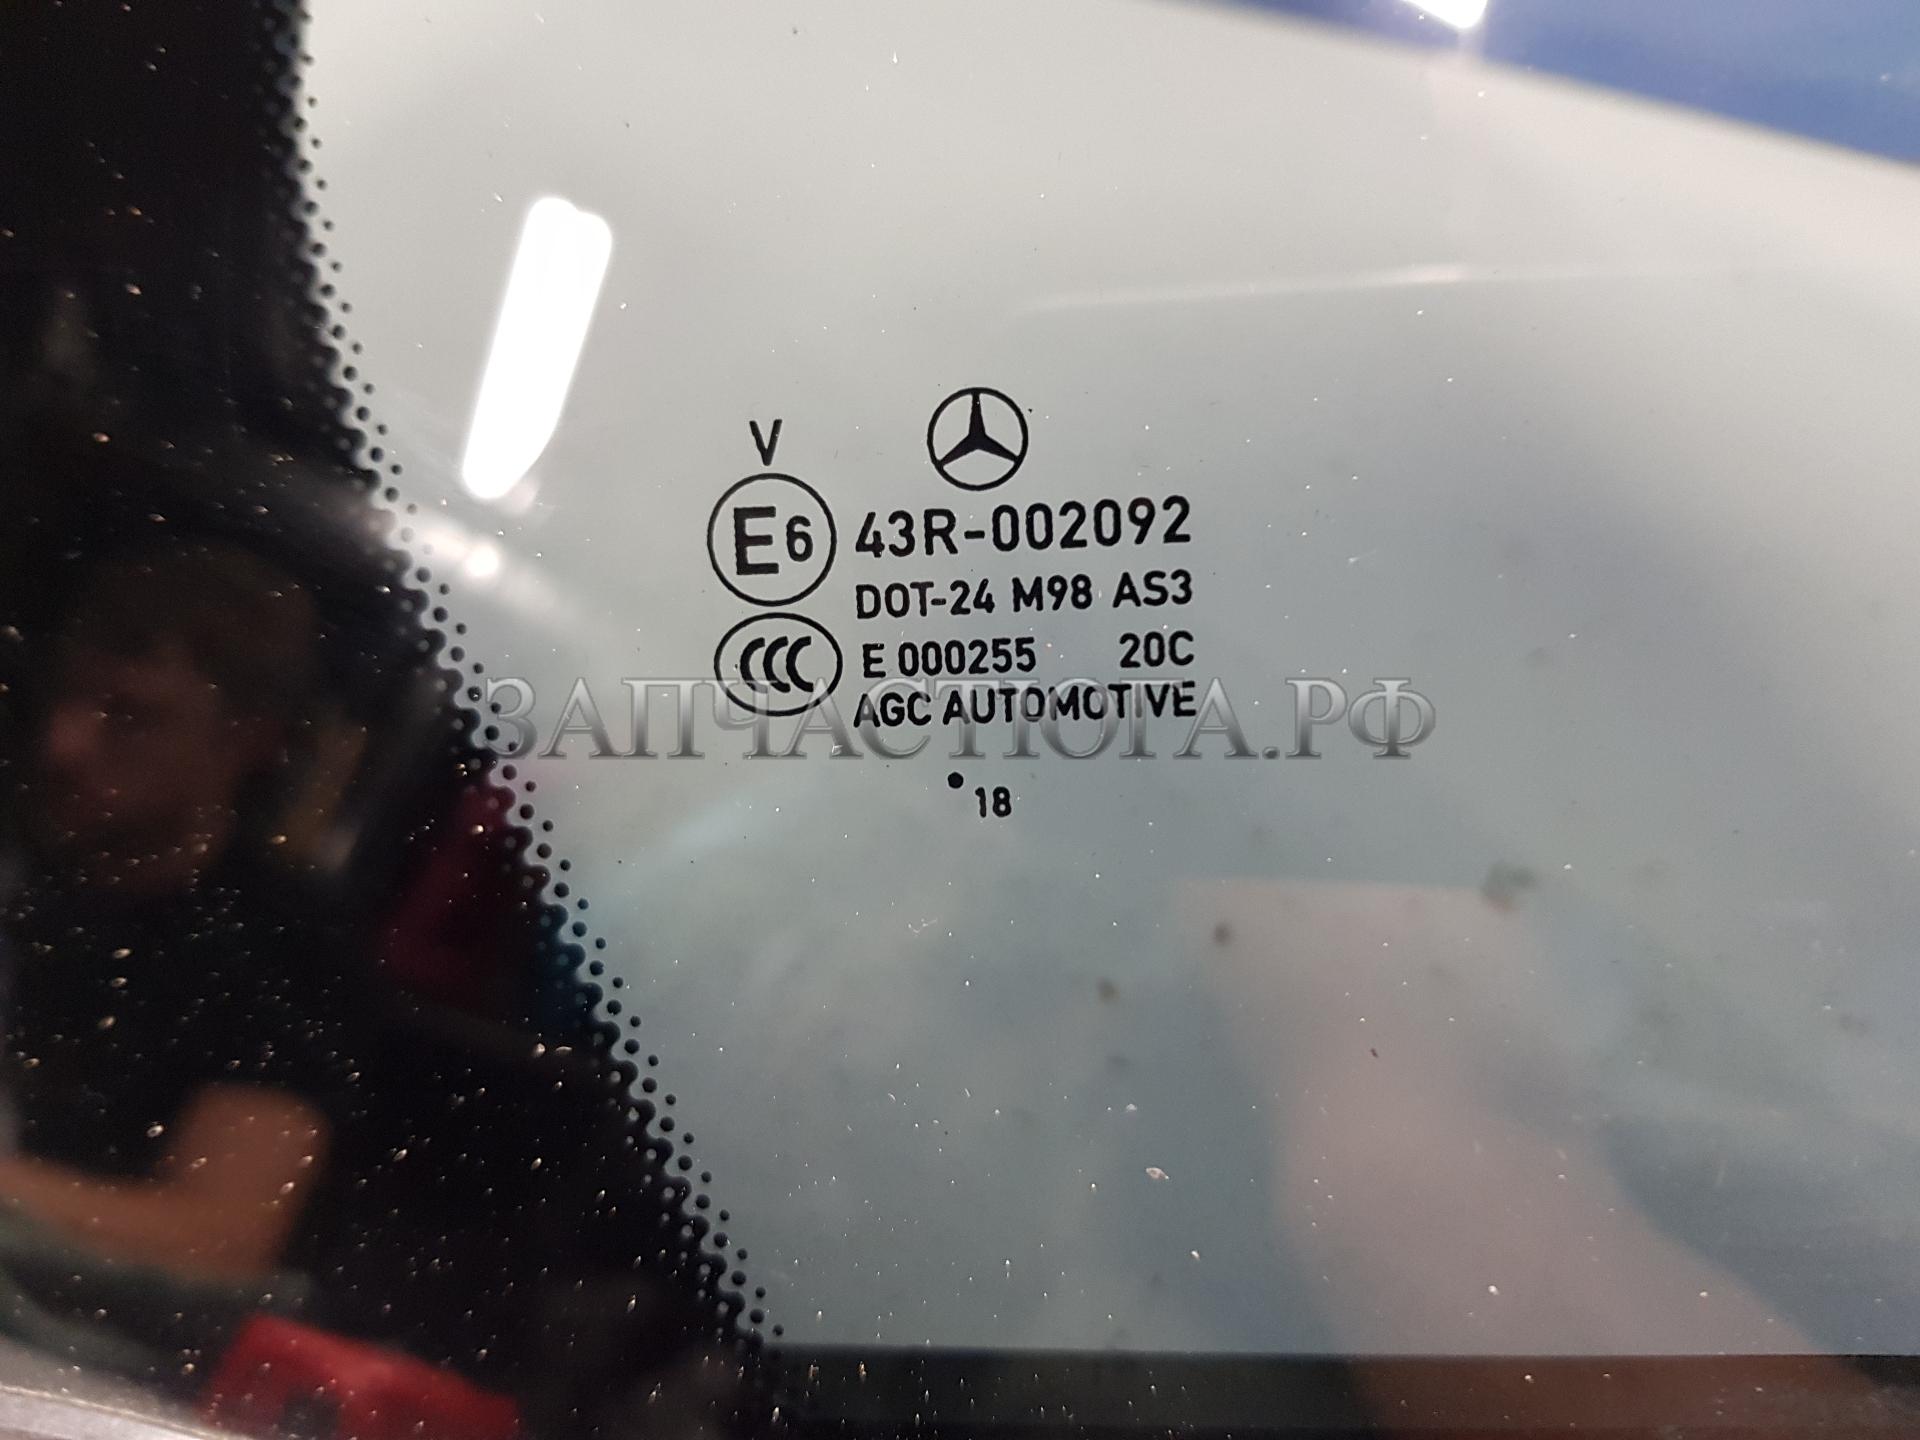 V
E6 43R-002092
DOT-24 M98 AS3
CCC E 000255 20C
AGC AUTOMOTIVE
ЗАПЧАСТЮГА.РФ
18